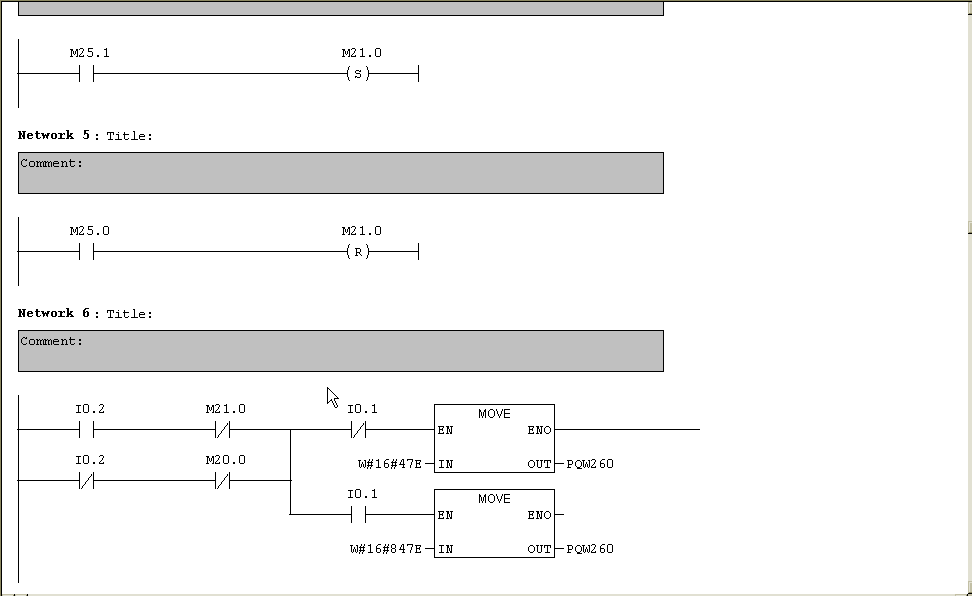 M25.1 M21.0
(S)
Network 5: Title:
Comment:
M25.0 M21.0
(R)
Network 6: Title:
Comment:
I0.2 M21.0 I0.1 MOVE
EN ENO
W#16#47E IN OUT PQW260
I0.2 M20.0
I0.1 MOVE
EN ENO
W#16#847E IN OUT PQW260